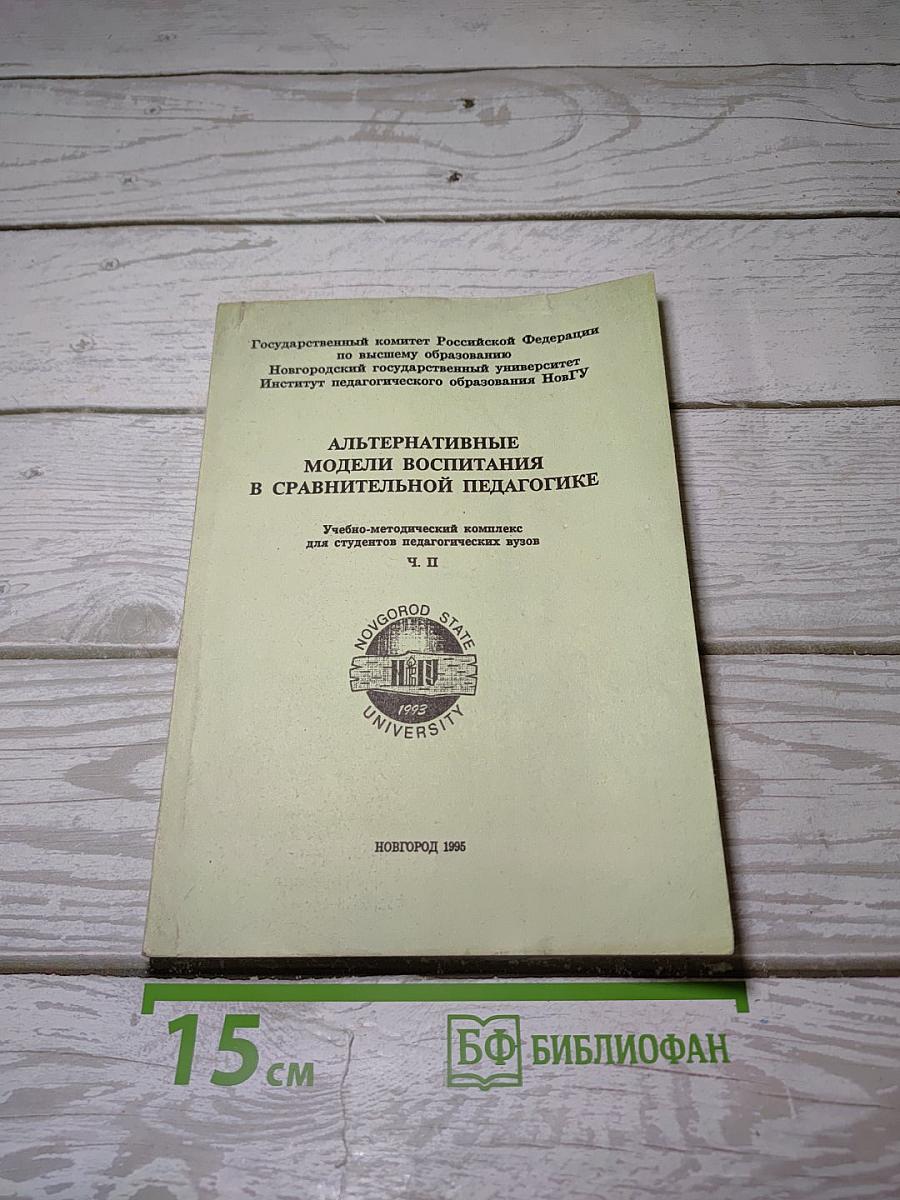 Государственный комитет Российской Федерации
по высшему образованию
Новгородский государственный университет
Институт педагогического образования НовГУ
АЛЬТЕРНАТИВНЫЕ
МОДЕЛИ ВОСПИТАНИЯ
В СРАВНИТЕЛЬНОЙ ПЕДАГОГИКЕ
Учебно-методический комплекс
для студентов педагогических вузов
Ч. П
NOVGOROD STATE
НГУ
1993
UNIVERSITY
НОВГОРОД 1995
15 см
БФ БИБЛИОФАН